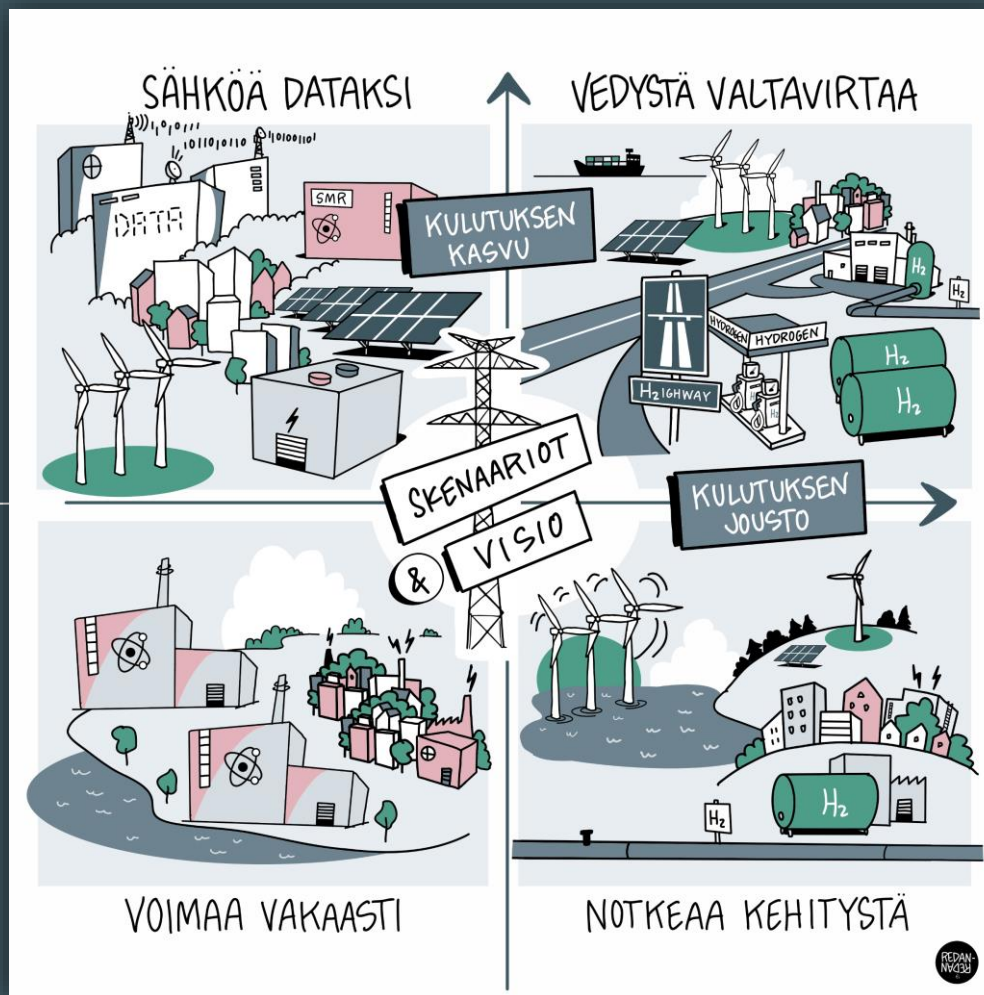 SÄHKÖÄ DATAKSI
VEDYSTÄ VALTAVIRTAA
DATA
SMR
KULUTUKSEN
KASVU
H₂
H₂
HYDROGEN
HYDROGEN
H₂IGHWAY
H₂
H₂
SKENAARIOT
&
VISIO
KULUTUKSEN
JOUSTO
H₂
H₂
VOIMAA VAKAASTI
NOTKEAA KEHITYSTÄ
REDAN-
REDAN